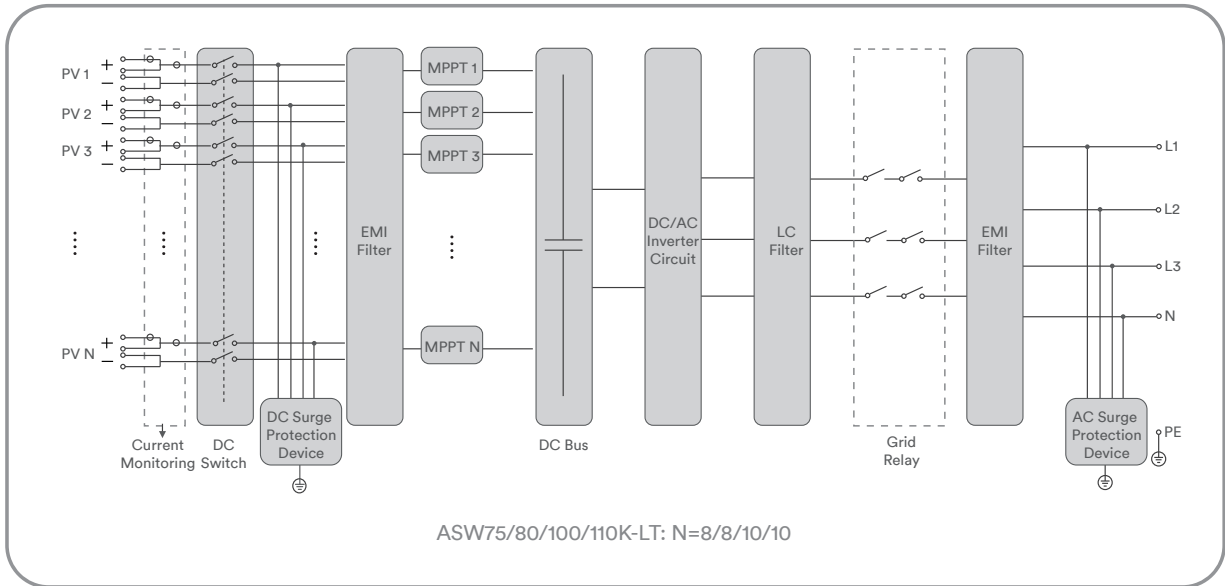 PV 1
+
−
PV 2
+
−
PV 3
+
−
PV N
+
−
Current
Monitoring
DC
Switch
DC Surge
Protection
Device
EMI
Filter
MPPT 1
MPPT 2
MPPT 3
MPPT N
DC Bus
DC/AC
Inverter
Circuit
LC
Filter
Grid
Relay
EMI
Filter
AC Surge
Protection
Device
L1
L2
L3
N
PE
ASW75/80/100/110K-LT: N=8/8/10/10